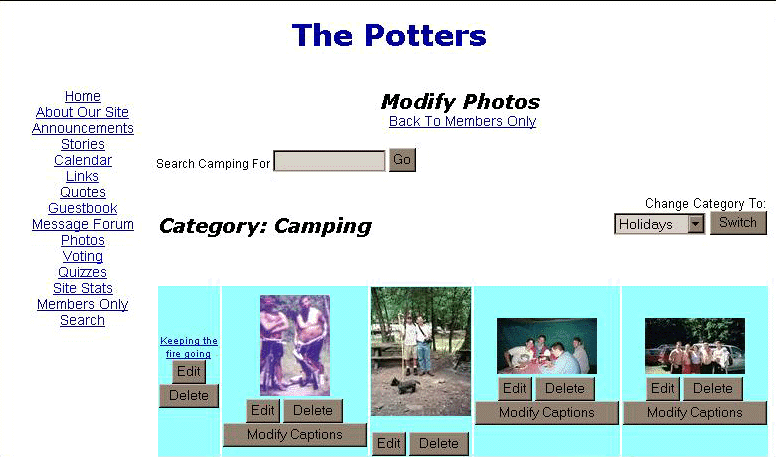 The Potters
Home
About Our Site
Announcements
Stories
Calendar
Links
Quotes
Guestbook
Message Forum
Photos
Voting
Quizzes
Site Stats
Members Only
Search
Modify Photos
Back To Members Only
Search Camping For
Go
Change Category To:
Category: Camping
Holidays
Switch
Keeping the
fire going
Edit
Delete
Edit Delete
Modify Captions
Edit Delete
Edit Delete
Modify Captions
Edit Delete
Modify Captions